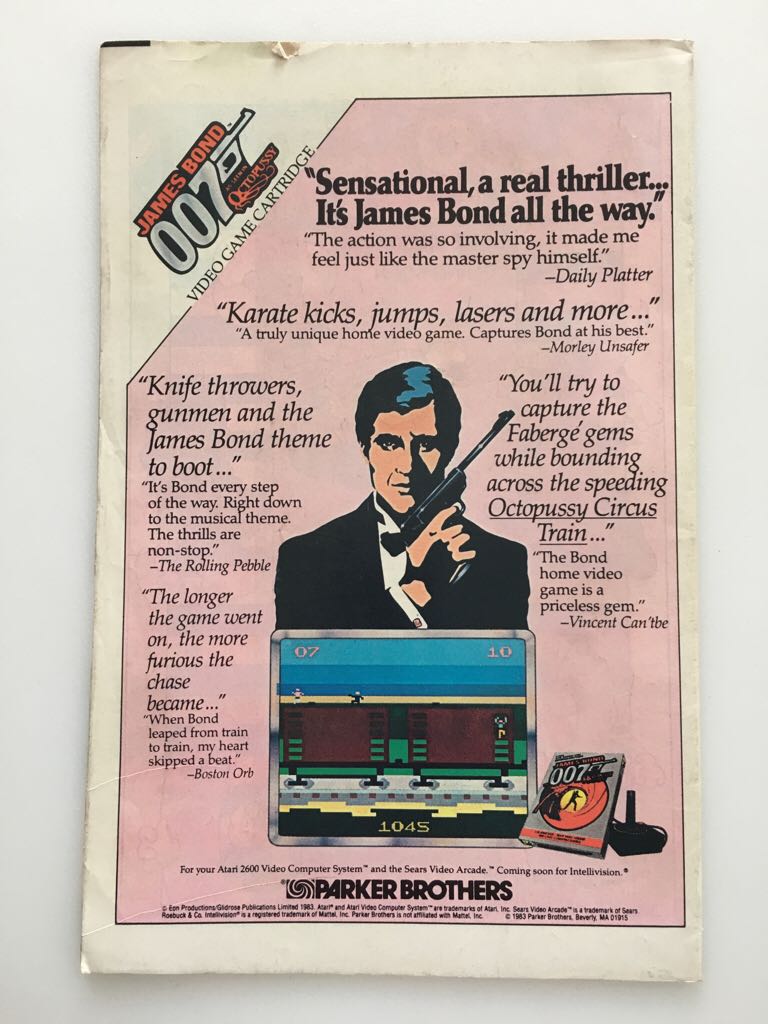 JAMES BOND
007
AS SEEN IN
OCTOPUSSY
VIDEO GAME CARTRIDGE
"Sensational, a real thriller...
It's James Bond all the way."
"The action was so involving, it made me
feel just like the master spy himself."
–Daily Platter
"Karate kicks, jumps, lasers and more..."
"A truly unique home video game. Captures Bond at his best."
–Morley Unsafer
"Knife throwers,
gunmen and the
James Bond theme
to boot..."
"It's Bond every step
of the way. Right down
to the musical theme.
The thrills are
non-stop."
–The Rolling Pebble
"The longer
the game went
on, the more
furious the
chase
became..."
"When Bond
leaped from train
to train, my heart
skipped a beat."
–Boston Orb
"You'll try to
capture the
Fabergé gems
while bounding
across the speeding
Octopussy Circus
Train..."
"The Bond
home video
game is a
priceless gem."
–Vincent Can'tbe
07 10
1045
JAMES BOND
007
For your Atari 2600 Video Computer System™ and the Sears Video Arcade.™ Coming soon for Intellivision.®
PARKER BROTHERS
© Eon Productions/Glidrose Publications Limited 1983. Atari® and Atari Video Computer System™ are trademarks of Atari, Inc. Sears Video Arcade™ is a trademark of Sears
Roebuck & Co. Intellivision® is a registered trademark of Mattel, Inc. Parker Brothers is not affiliated with Mattel, Inc. © 1983 Parker Brothers, Beverly, MA 01915